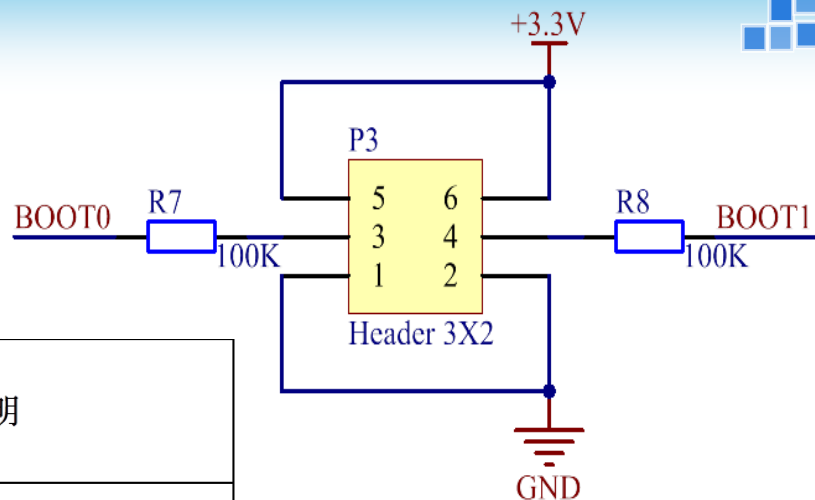 +3.3V
P3
BOOT0
R7
100K
5 6
3 4
1 2
R8
100K
BOOT1
Header 3X2
明
GND